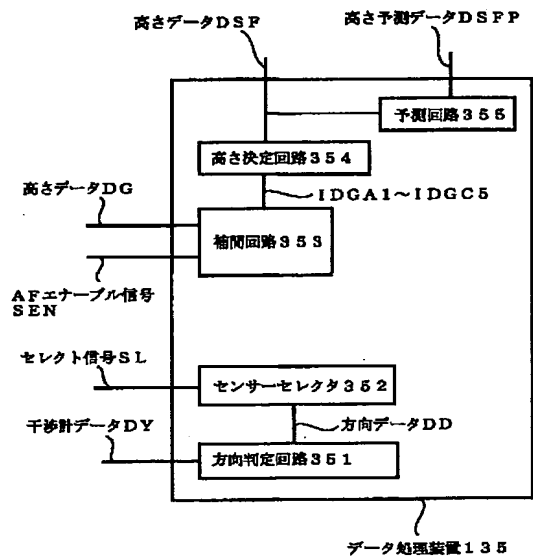 高さデータDSF
高さ予測データDSFP
予測回路355
高さ決定回路354
高さデータDG
IDGA1~IDGC5
補間回路353
AFエナーブル信号
SEN
セレクト信号SL
センサーセレクタ352
干渉計データDY
方向データDD
方向判定回路351
データ処理装置135